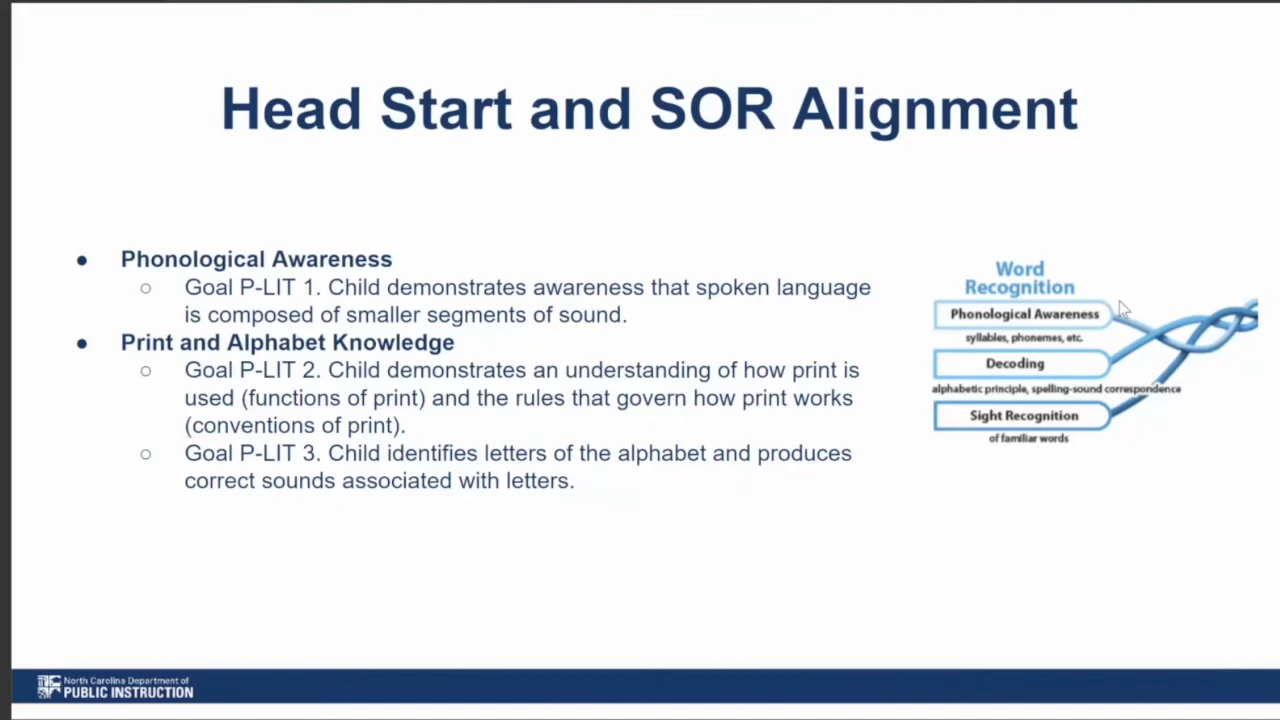 Head Start and SOR Alignment
● Phonological Awareness
○ Goal P-LIT 1. Child demonstrates awareness that spoken language
is composed of smaller segments of sound.
● Print and Alphabet Knowledge
○ Goal P-LIT 2. Child demonstrates an understanding of how print is
used (functions of print) and the rules that govern how print works
(conventions of print).
○ Goal P-LIT 3. Child identifies letters of the alphabet and produces
correct sounds associated with letters.
Word
Recognition
Phonological Awareness
syllables, phonemes, etc.
Decoding
alphabetic principle, spelling-sound correspondence
Sight Recognition
of familiar words
North Carolina Department of
PUBLIC INSTRUCTION